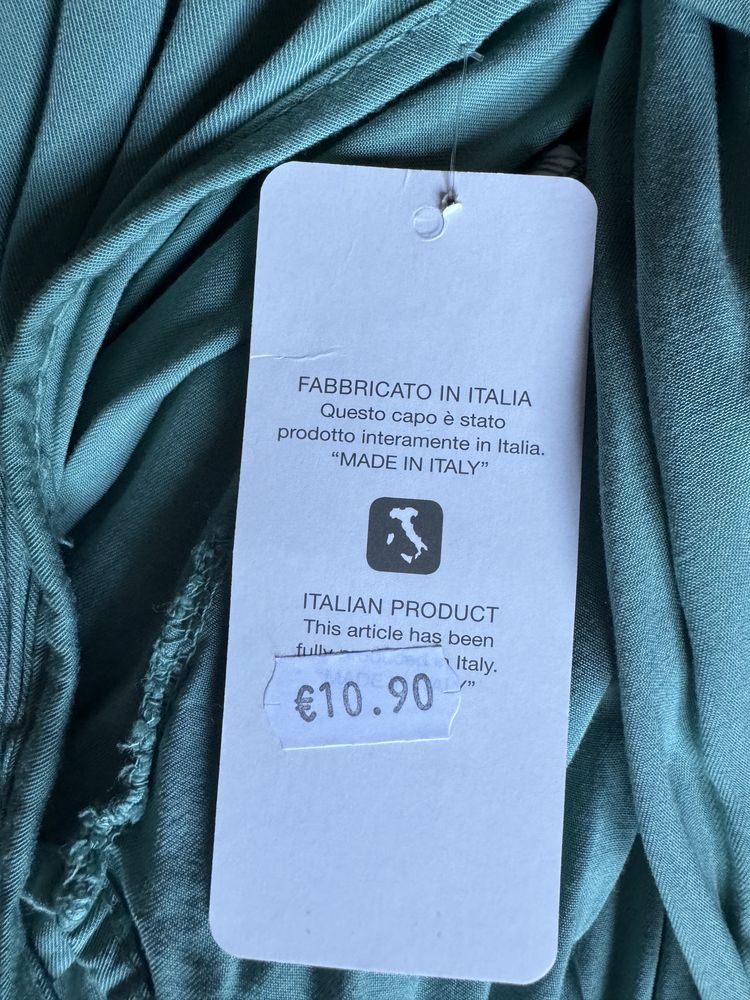 FABBRICATO IN ITALIA
Questo capo è stato
prodotto interamente in Italia.
“MADE IN ITALY”
ITALIAN PRODUCT
This article has been
fully Italy.
€10.90